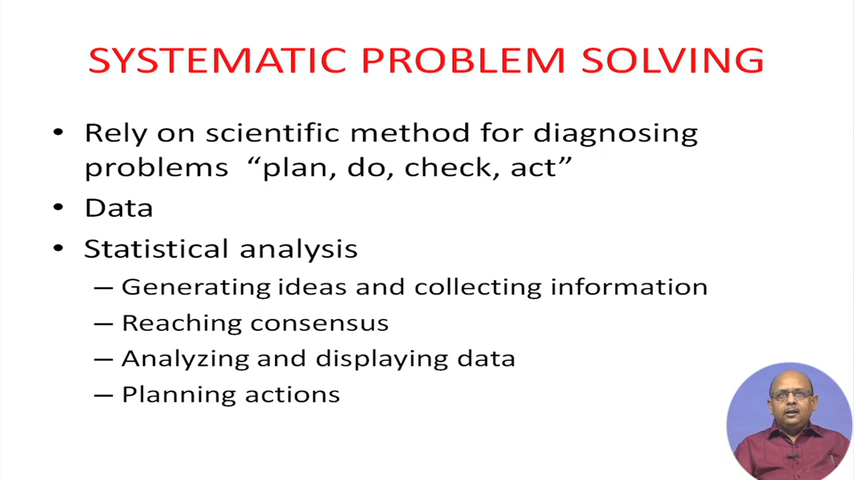 SYSTEMATIC PROBLEM SOLVING
• Rely on scientific method for diagnosing
problems “plan, do, check, act”
• Data
• Statistical analysis
– Generating ideas and collecting information
– Reaching consensus
– Analyzing and displaying data
– Planning actions